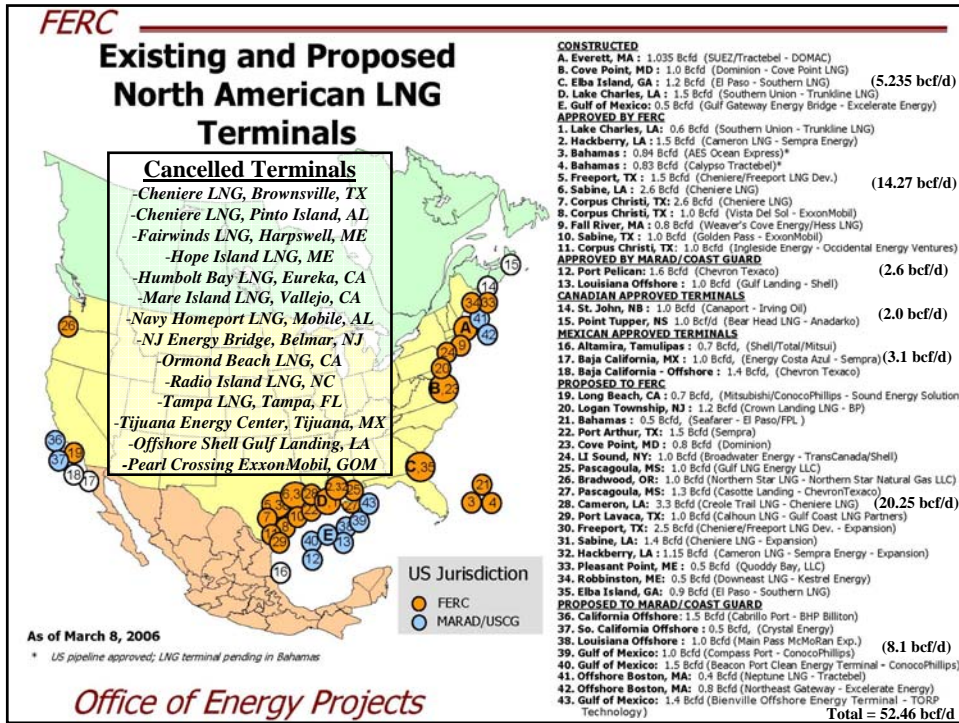 FERC
Existing and Proposed
North American LNG
Terminals
Cancelled Terminals
-Cheniere LNG, Brownsville, TX
-Cheniere LNG, Pinto Island, AL
-Fairwinds LNG, Harpswell, ME
-Hope Island LNG, ME
-Humbolt Bay LNG, Eureka, CA
-Mare Island LNG, Vallejo, CA
-Navy Homeport LNG, Mobile, AL
-NJ Energy Bridge, Belmar, NJ
-Ormond Beach LNG, CA
-Radio Island LNG, NC
-Tampa LNG, Tampa, FL
-Tijuana Energy Center, Tijuana, MX
-Offshore Shell Gulf Landing, LA
-Pearl Crossing ExxonMobil, GOM
15
14
34 33
41
42
A
9
24
20
B,23
C,35
21
3 4
26
36
19
37
18
17
43
39
E
40
13
12
10
29
16
US Jurisdiction
FERC
MARAD/USCG
As of March 8, 2006
* US pipeline approved; LNG terminal pending in Bahamas
Office of Energy Projects
CONSTRUCTED
A. Everett, MA : 1.035 Bcfd (SUEZ/Tractebel - DOMAC)
B. Cove Point, MD : 1.0 Bcfd (Dominion - Cove Point LNG)
C. Elba Island, GA : 1.2 Bcfd (El Paso - Southern LNG) (5.235 bcf/d)
D. Lake Charles, LA : 1.5 Bcfd (Southern Union - Trunkline LNG)
E. Gulf of Mexico: 0.5 Bcfd (Gulf Gateway Energy Bridge - Excelerate Energy)
APPROVED BY FERC
1. Lake Charles, LA: 0.6 Bcfd (Southern Union - Trunkline LNG)
2. Hackberry, LA : 1.5 Bcfd (Cameron LNG - Sempra Energy)
3. Bahamas : 0.84 Bcfd (AES Ocean Express)*
4. Bahamas : 0.83 Bcfd (Calypso Tractebel)*
5. Freeport, TX : 1.5 Bcfd (Cheniere/Freeport LNG Dev.)
6. Sabine, LA : 2.6 Bcfd (Cheniere LNG) (14.27 bcf/d)
7. Corpus Christi, TX: 2.6 Bcfd (Cheniere LNG)
8. Corpus Christi, TX : 1.0 Bcfd (Vista Del Sol - ExxonMobil)
9. Fall River, MA : 0.8 Bcfd (Weaver's Cove Energy/Hess LNG)
10. Sabine, TX : 1.0 Bcfd (Golden Pass - ExxonMobil)
11. Corpus Christi, TX: 1.0 Bcfd (Ingleside Energy - Occidental Energy Ventures)
APPROVED BY MARAD/COAST GUARD
12. Port Pelican: 1.6 Bcfd (Chevron Texaco) (2.6 bcf/d)
13. Louisiana Offshore : 1.0 Bcfd (Gulf Landing - Shell)
CANADIAN APPROVED TERMINALS
14. St. John, NB : 1.0 Bcfd (Canaport - Irving Oil) (2.0 bcf/d)
15. Point Tupper, NS 1.0 Bcf/d (Bear Head LNG - Anadarko)
MEXICAN APPROVED TERMINALS
16. Altamira, Tamulipas : 0.7 Bcfd, (Shell/Total/Mitsui)
17. Baja California, MX : 1.0 Bcfd, (Energy Costa Azul - Sempra) (3.1 bcf/d)
18. Baja California - Offshore : 1.4 Bcfd, (Chevron Texaco)
PROPOSED TO FERC
19. Long Beach, CA : 0.7 Bcfd, (Mitsubishi/ConocoPhillips - Sound Energy Solution
20. Logan Township, NJ : 1.2 Bcfd (Crown Landing LNG - BP)
21. Bahamas : 0.5 Bcfd, (Seafarer - El Paso/FPL )
22. Port Arthur, TX: 1.5 Bcfd (Sempra)
23. Cove Point, MD : 0.8 Bcfd (Dominion)
24. LI Sound, NY: 1.0 Bcfd (Broadwater Energy - TransCanada/Shell)
25. Pascagoula, MS: 1.0 Bcfd (Gulf LNG Energy LLC)
26. Bradwood, OR: 1.0 Bcfd (Northern Star LNG - Northern Star Natural Gas LLC)
27. Pascagoula, MS: 1.3 Bcfd (Casotte Landing - ChevronTexaco)
28. Cameron, LA: 3.3 Bcfd (Creole Trail LNG - Cheniere LNG) (20.25 bcf/d)
29. Port Lavaca, TX: 1.0 Bcfd (Calhoun LNG - Gulf Coast LNG Partners)
30. Freeport, TX: 2.5 Bcfd (Cheniere/Freeport LNG Dev. - Expansion)
31. Sabine, LA: 1.4 Bcfd (Cheniere LNG - Expansion)
32. Hackberry, LA : 1.15 Bcfd (Cameron LNG - Sempra Energy - Expansion)
33. Pleasant Point, ME : 0.5 Bcfd (Quoddy Bay, LLC)
34. Robbinston, ME: 0.5 Bcfd (Downeast LNG - Kestrel Energy)
35. Elba Island, GA: 0.9 Bcfd (El Paso - Southern LNG)
PROPOSED TO MARAD/COAST GUARD
36. California Offshore: 1.5 Bcfd (Cabrillo Port - BHP Billiton)
37. So. California Offshore : 0.5 Bcfd, (Crystal Energy)
38. Louisiana Offshore : 1.0 Bcfd (Main Pass McMoRan Exp.) (8.1 bcf/d)
39. Gulf of Mexico: 1.0 Bcfd (Compass Port - ConocoPhillips)
40. Gulf of Mexico: 1.5 Bcfd (Beacon Port Clean Energy Terminal - ConocoPhillips)
41. Offshore Boston, MA: 0.4 Bcfd (Neptune LNG - Tractebel)
42. Offshore Boston, MA: 0.8 Bcfd (Northeast Gateway - Excelerate Energy)
43. Gulf of Mexico: 1.4 Bcfd (Bienville Offshore Energy Terminal - TORP
Technology)
Total = 52.46 bcf/d